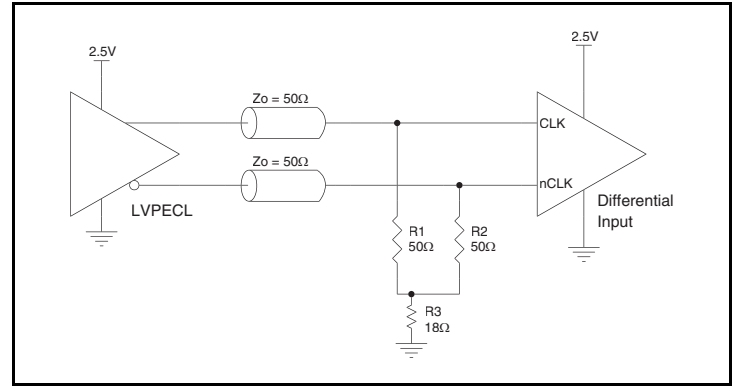 2.5V
2.5V
Zo = 50Ω
CLK
Zo = 50Ω
nCLK
LVPECL
Differential
Input
R1
50Ω
R2
50Ω
R3
18Ω